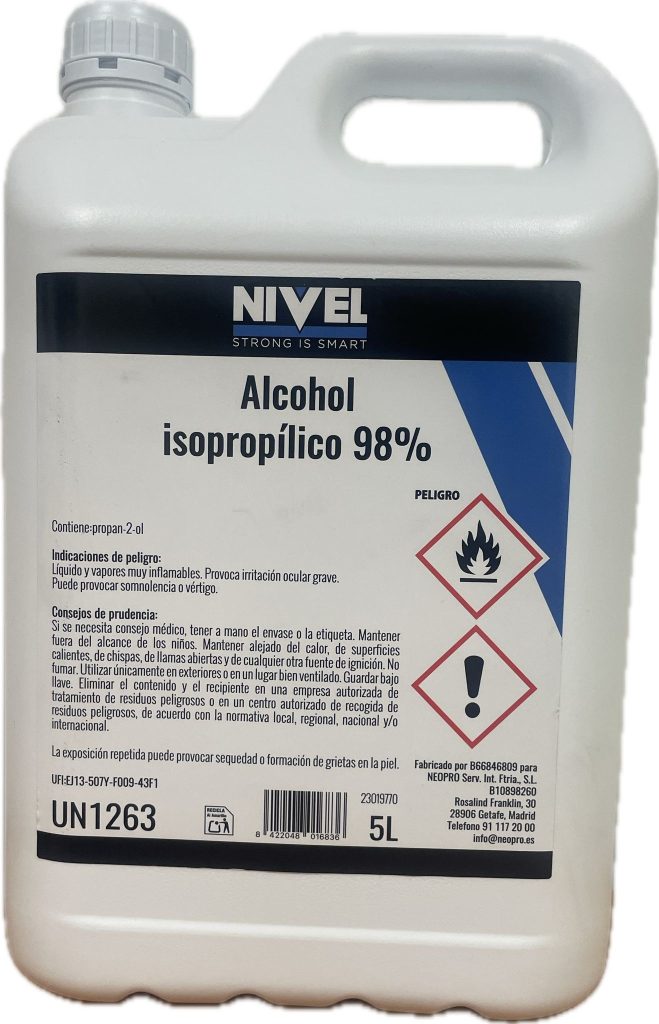 NIVEL
STRONG IS SMART
Alcohol
isopropílico 98%
PELIGRO
Contiene:propan-2-ol
Indicaciones de peligro:
Líquido y vapores muy inflamables. Provoca irritación ocular grave.
Puede provocar somnolencia o vértigo.
Consejos de prudencia:
Si se necesita consejo médico, tener a mano el envase o la etiqueta. Mantener
fuera del alcance de los niños. Mantener alejado del calor, de superficies
calientes, de chispas, de llamas abiertas y de cualquier otra fuente de ignición. No
fumar. Utilizar únicamente en exteriores o en un lugar bien ventilado. Guardar bajo
llave. Eliminar el contenido y el recipiente en una empresa autorizada de
tratamiento de residuos peligrosos o en un centro autorizado de recogida de
residuos peligrosos, de acuerdo con la normativa local, regional, nacional y/o
internacional.
La exposición repetida puede provocar sequedad o formación de grietas en la piel.
UFI:EJ13-507Y-F009-43F1
UN1263
RECICLA
Al Amarillo
8 422048 016836
23019770
5L
Fabricado por B66846809 para
NEOPRO Serv. Int. Ftria., S.L.
B10898260
Rosalind Franklin, 30
28906 Getafe, Madrid
Telefono 91 117 20 00
info@neopro.es